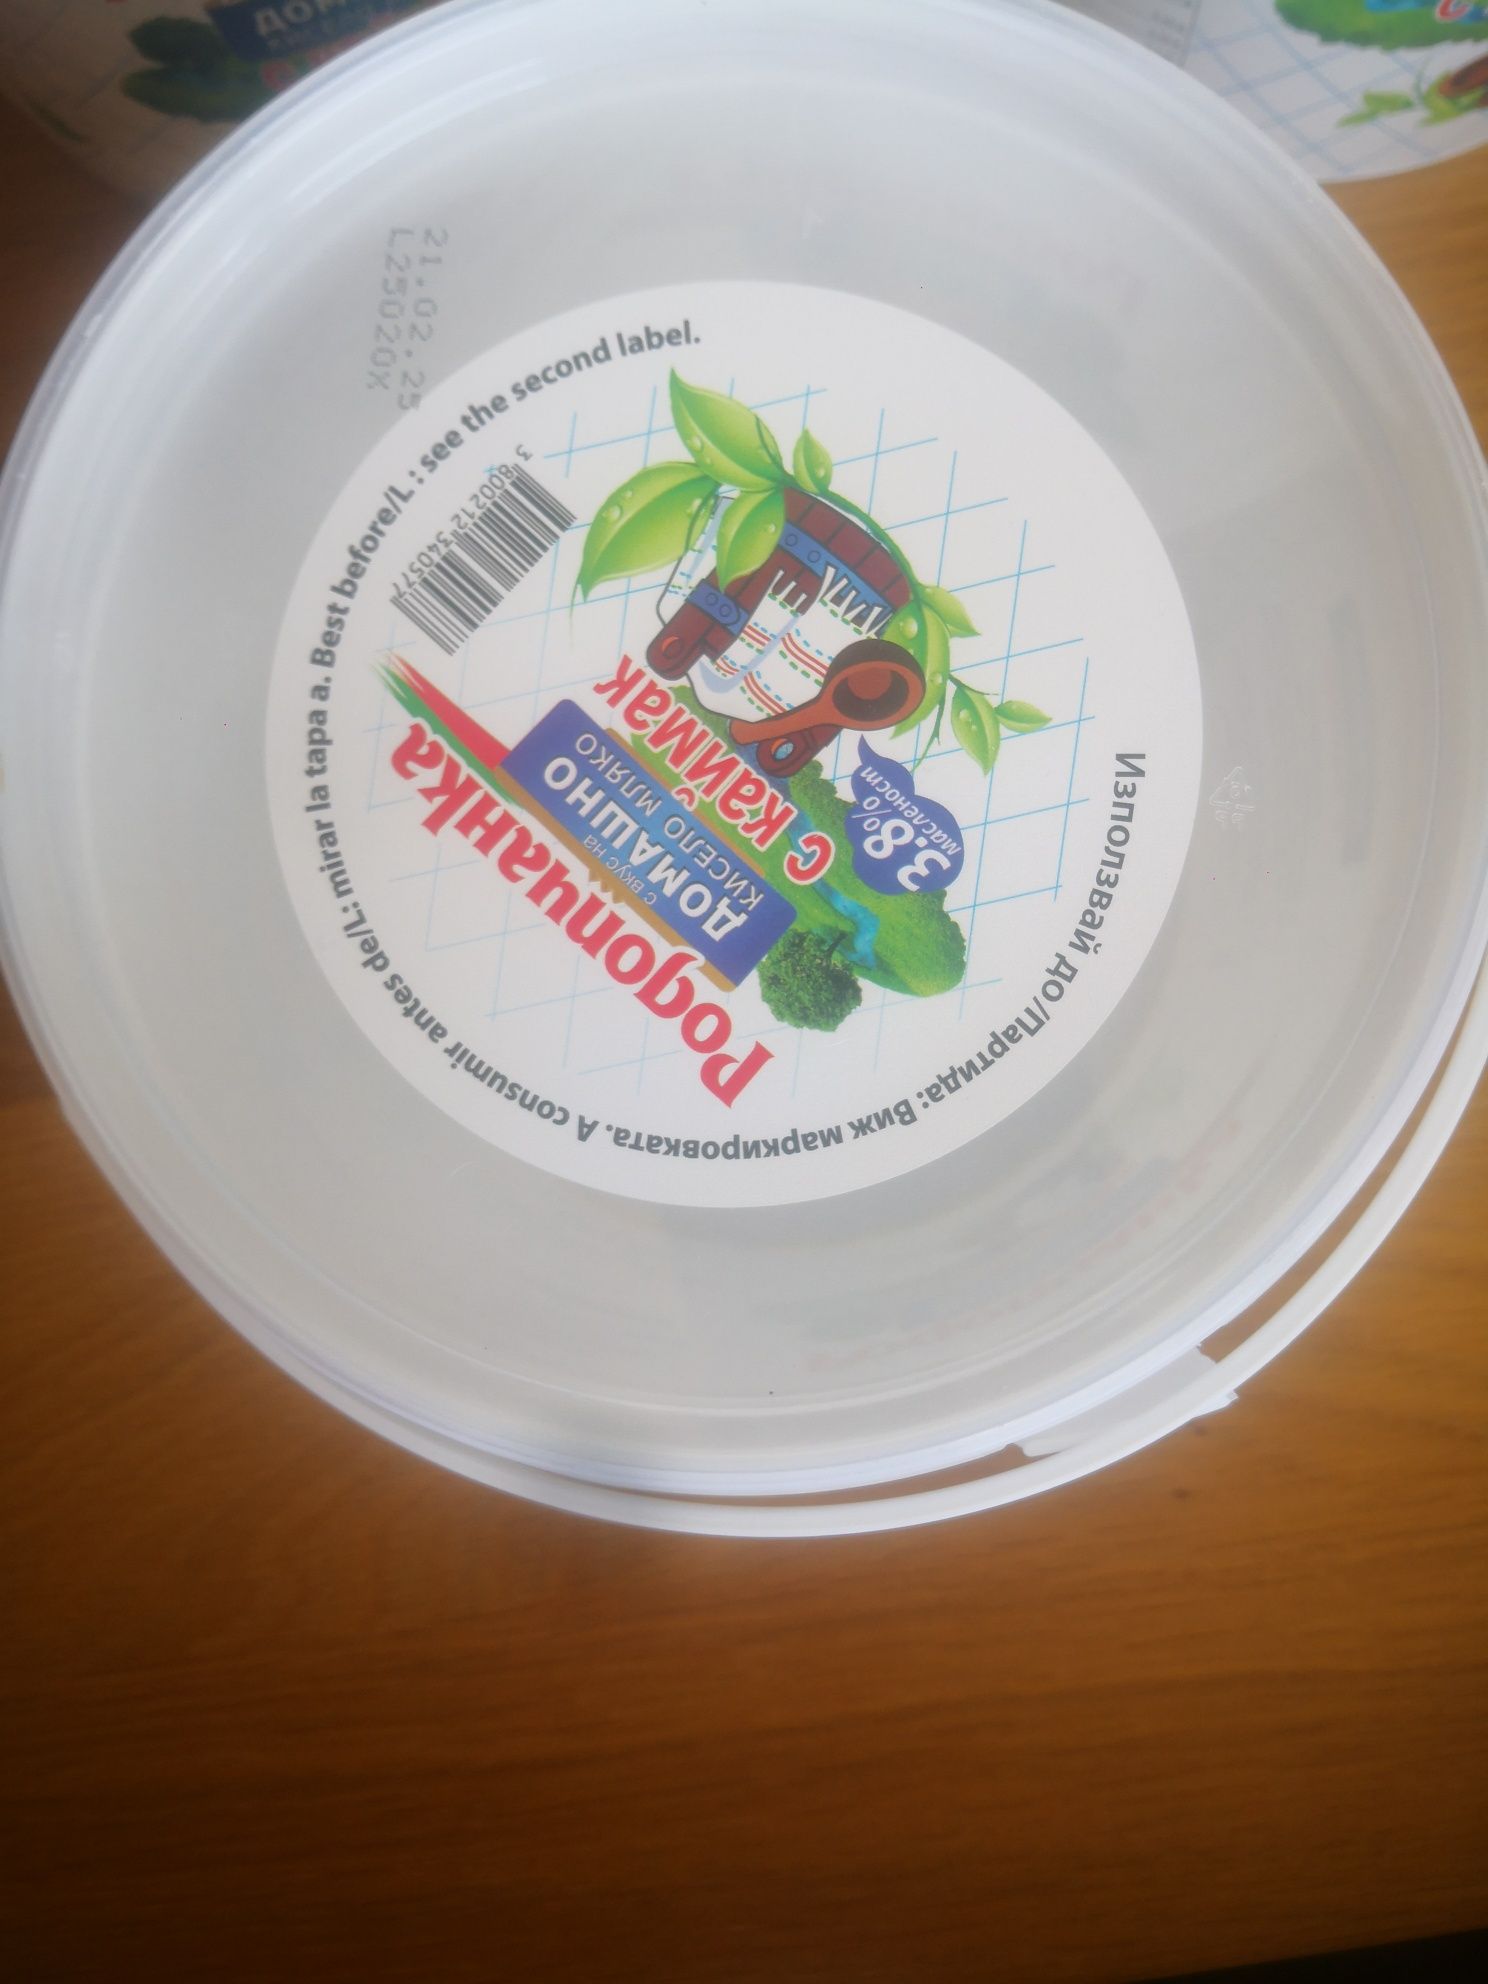 21.02.25
L25020X
Родопчанка
с вкус на
ДОМАШНО
КИСЕЛО МЛЯКО
с каймак
3.8%
масленост
3 800212 340577
Използвай до/Партида: Виж маркировката. A consumir antes de/L: mirar la tapa a. Best before/L : see the second label.